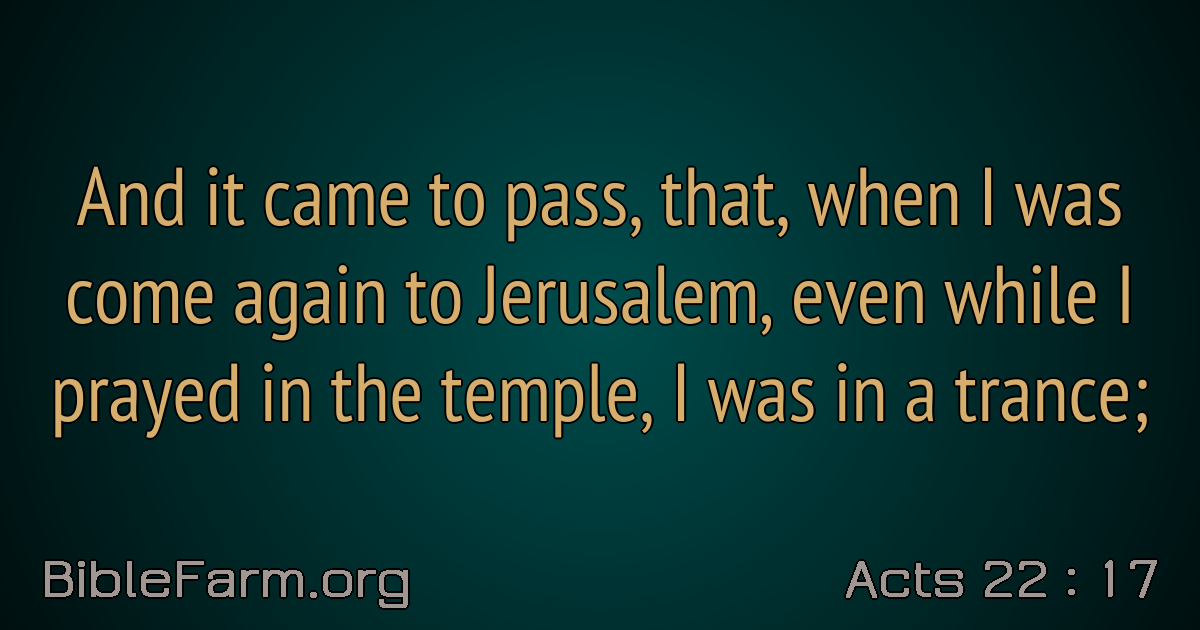 And it came to pass, that, when I was
come again to Jerusalem, even while I
prayed in the temple, I was in a trance;
BibleFarm.org
Acts 22 : 17